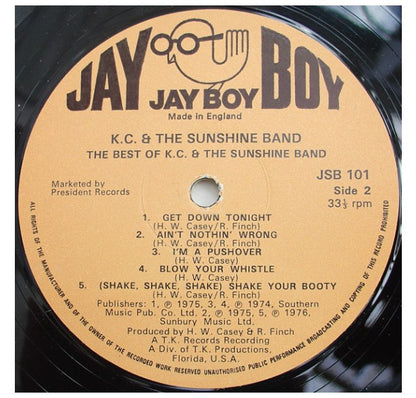 JAY BOY
JAY BOY
Made in England
K.C. & THE SUNSHINE BAND
THE BEST OF K.C. & THE SUNSHINE BAND
JSB 101
Marketed by
President Records
Side 2
33⅓ rpm
1. GET DOWN TONIGHT
(H. W. Casey/R. Finch)
2. AIN'T NOTHIN' WRONG
(H. W. Casey/R. Finch)
3. I'M A PUSHOVER
(H. W. Casey)
4. BLOW YOUR WHISTLE
(H. W. Casey)
5. (SHAKE, SHAKE, SHAKE) SHAKE YOUR BOOTY
(H. W. Casey/R. Finch)
Publishers: 1, ℗ 1975, 3, 4, ℗ 1974, Southern
Music Pub. Co. Ltd. 2, ℗ 1975, 5, ℗ 1976.
Sunbury Music Ltd.
Produced by H. W. Casey & R. Finch
A T.K. Records Recording
A Div. of T.K. Productions,
Florida, U.S.A.
ALL RIGHTS OF THE MANUFACTURER AND OF THE OWNER OF THE RECORDED WORK RESERVED UNAUTHORISED PUBLIC PERFORMANCE BROADCASTING AND COPYING OF THIS RECORD PROHIBITED